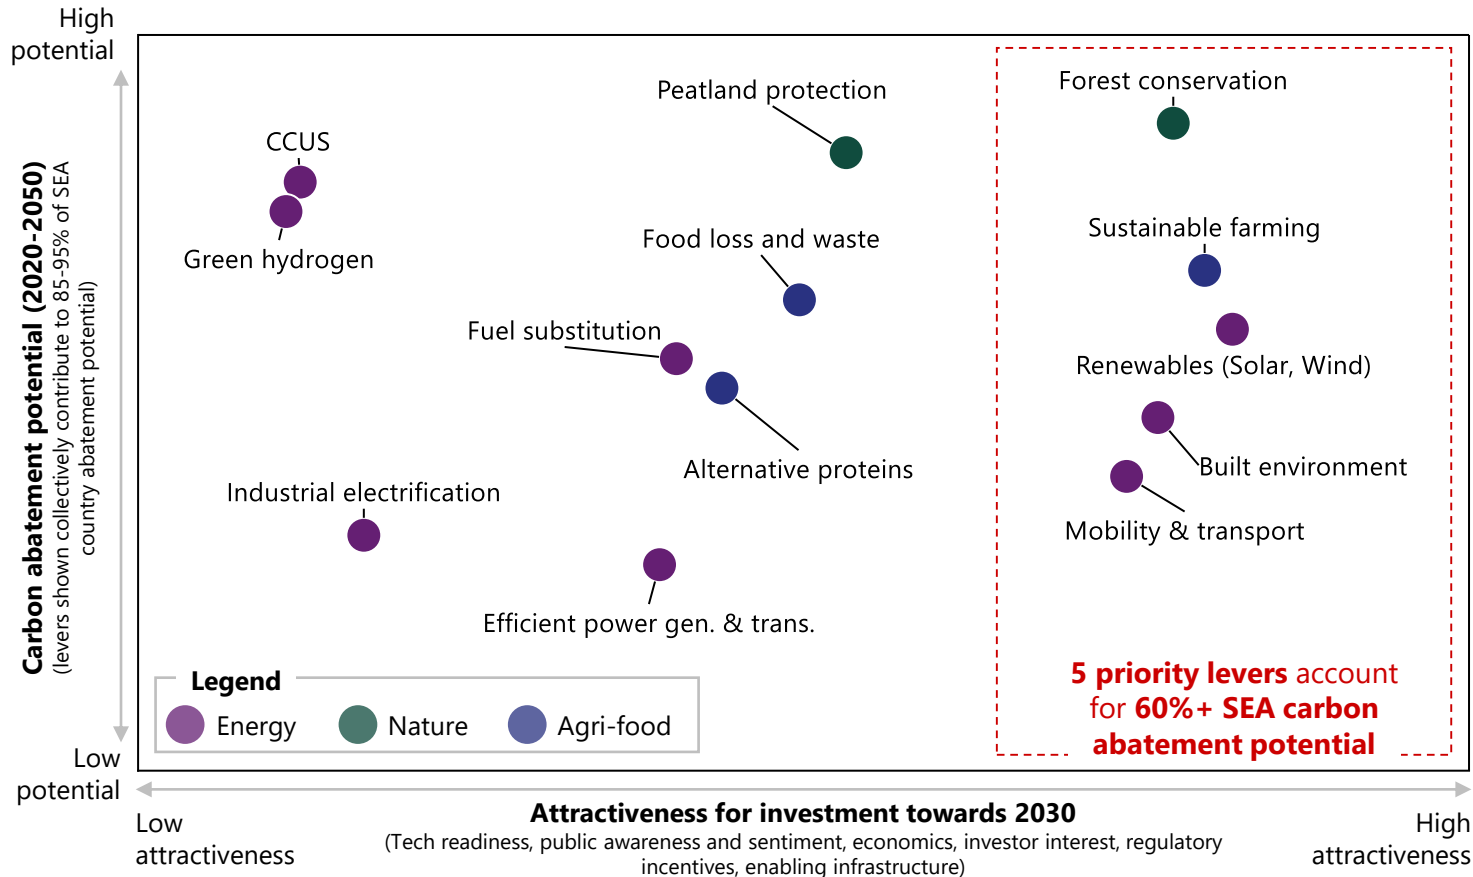 High
potential
Carbon abatement potential (2020-2050)
(levers shown collectively contribute to 85-95% of SEA
country abatement potential)
Low
potential
Forest conservation
Peatland protection
CCUS
Green hydrogen
Sustainable farming
Food loss and waste
Fuel substitution
Renewables (Solar, Wind)
Alternative proteins
Built environment
Industrial electrification
Mobility & transport
Efficient power gen. & trans.
5 priority levers account
for 60%+ SEA carbon
abatement potential
Legend
Energy
Nature
Agri-food
Low
attractiveness
Attractiveness for investment towards 2030
(Tech readiness, public awareness and sentiment, economics, investor interest, regulatory
incentives, enabling infrastructure)
High
attractiveness